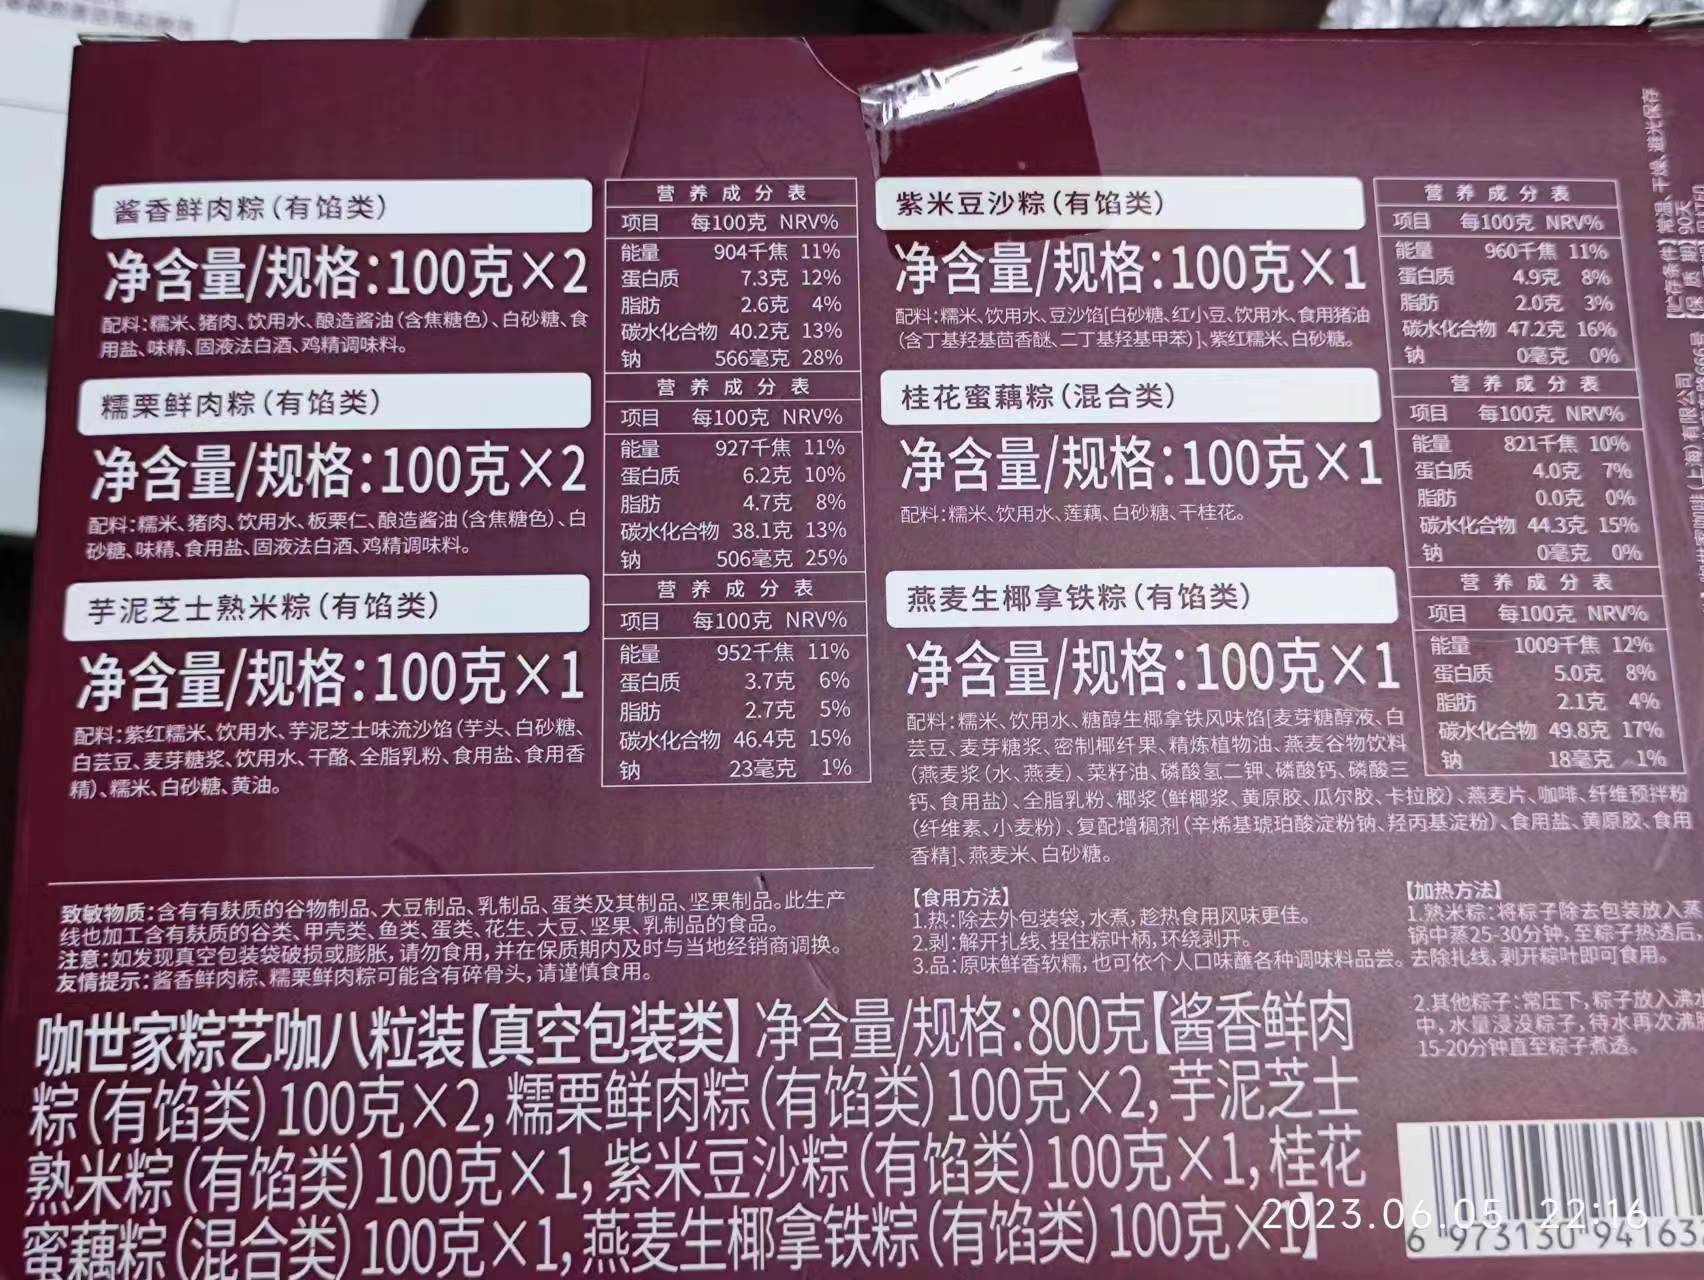 酱香鲜肉粽(有馅类)
净含量/规格:100克×2
配料:糯米、猪肉、饮用水、酿造酱油(含焦糖色)、白砂糖、食
用盐、味精、固液法白酒、鸡精调味料。
营养成分表
项目 每100克 NRV%
能量 904千焦 11%
蛋白质 7.3克 12%
脂肪 2.6克 4%
碳水化合物 40.2克 13%
钠 566毫克 28%
糯栗鲜肉粽(有馅类)
净含量/规格:100克×2
配料:糯米、猪肉、饮用水、板栗仁、酿造酱油(含焦糖色)、白
砂糖、味精、食用盐、固液法白酒、鸡精调味料。
营养成分表
项目 每100克 NRV%
能量 927千焦 11%
蛋白质 6.2克 10%
脂肪 4.7克 8%
碳水化合物 38.1克 13%
钠 506毫克 25%
芋泥芝士熟米粽(有馅类)
净含量/规格:100克×1
配料:紫红糯米、饮用水、芋泥芝士味流沙馅(芋头、白砂糖、
白芸豆、麦芽糖浆、饮用水、干酪、全脂乳粉、食用盐、食用香
精)、糯米、白砂糖、黄油。
营养成分表
项目 每100克 NRV%
能量 952千焦 11%
蛋白质 3.7克 6%
脂肪 2.7克 5%
碳水化合物 46.4克 15%
钠 23毫克 1%
紫米豆沙粽(有馅类)
净含量/规格:100克×1
配料:糯米、饮用水、豆沙馅[白砂糖、红小豆、饮用水、食用猪油
(含丁基羟基茴香醚、二丁基羟基甲苯)]、紫红糯米、白砂糖。
营养成分表
项目 每100克 NRV%
能量 960千焦 11%
蛋白质 4.9克 8%
脂肪 2.0克 3%
碳水化合物 47.2克 16%
钠 0毫克 0%
桂花蜜藕粽(混合类)
净含量/规格:100克×1
配料:糯米、饮用水、莲藕、白砂糖、干桂花。
营养成分表
项目 每100克 NRV%
能量 821千焦 10%
蛋白质 4.0克 7%
脂肪 0.0克 0%
碳水化合物 44.3克 15%
钠 0毫克 0%
燕麦生椰拿铁粽(有馅类)
净含量/规格:100克×1
配料:糯米、饮用水、糖醇生椰拿铁风味馅[麦芽糖醇液、白
芸豆、麦芽糖浆、密制椰纤果、精炼植物油、燕麦谷物饮料
(燕麦浆(水、燕麦)、菜籽油、磷酸氢二钾、磷酸钙、磷酸三
钙、食用盐)、全脂乳粉、椰浆(鲜椰浆、黄原胶、瓜尔胶、卡拉胶)、燕麦片、咖啡、纤维预拌粉
(纤维素、小麦粉)、复配增稠剂(辛烯基琥珀酸淀粉钠、羟丙基淀粉)、食用盐、黄原胶、食用
香精]、燕麦米、白砂糖。
营养成分表
项目 每100克 NRV%
能量 1009千焦 12%
蛋白质 5.0克 8%
脂肪 2.1克 4%
碳水化合物 49.8克 17%
钠 18毫克 1%
致敏物质:含有有麸质的谷物制品、大豆制品、乳制品、蛋类及其制品、坚果制品。此生产
线也加工含有麸质的谷类、甲壳类、鱼类、蛋类、花生、大豆、坚果、乳制品的食品。
注意:如发现真空包装袋破损或膨胀,请勿食用,并在保质期内及时与当地经销商调换。
友情提示:酱香鲜肉粽、糯栗鲜肉粽可能含有碎骨头,请谨慎食用。
【食用方法】
1.热:除去外包装袋,水煮,趁热食用风味更佳。
2.剥:解开扎线、捏住粽叶柄,环绕剥开。
3.品:原味鲜香软糯,也可依个人口味蘸各种调味料品尝。
【加热方法】
1.熟米粽:将粽子除去包装放入蒸
锅中蒸25-30分钟,至粽子热透后,
去除扎线,剥开粽叶即可食用。
2.其他粽子:常压下,粽子放入沸水
中,水量浸没粽子,待水再次沸腾
15-20分钟直至粽子煮透。
咖世家粽艺咖八粒装【真空包装类】净含量/规格:800克【酱香鲜肉
粽(有馅类)100克×2,糯栗鲜肉粽(有馅类)100克×2,芋泥芝士
熟米粽(有馅类)100克×1,紫米豆沙粽(有馅类)100克×1,桂花
蜜藕粽(混合类)100克×1,燕麦生椰拿铁粽(有馅类)100克×1】
【贮存条件】常温、干燥、避光保存
【保质期】90天
2023.06.05 22:16
6 973130 94163